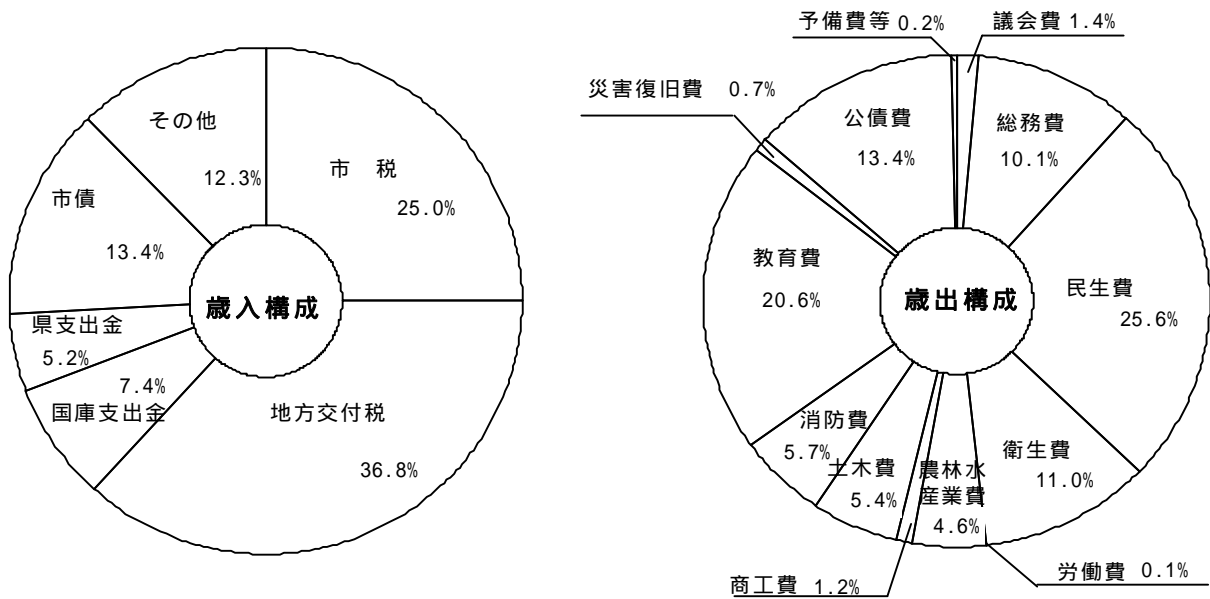 歳入構成
市　税
25.0%
地方交付税
36.8%
国庫支出金
7.4%
県支出金
5.2%
市債
13.4%
その他
12.3%
歳出構成
議会費 1.4%
総務費
10.1%
民生費
25.6%
衛生費
11.0%
労働費 0.1%
農林水
産業費
4.6%
商工費 1.2%
土木費
5.4%
消防費
5.7%
教育費
20.6%
災害復旧費 0.7%
公債費
13.4%
予備費等 0.2%